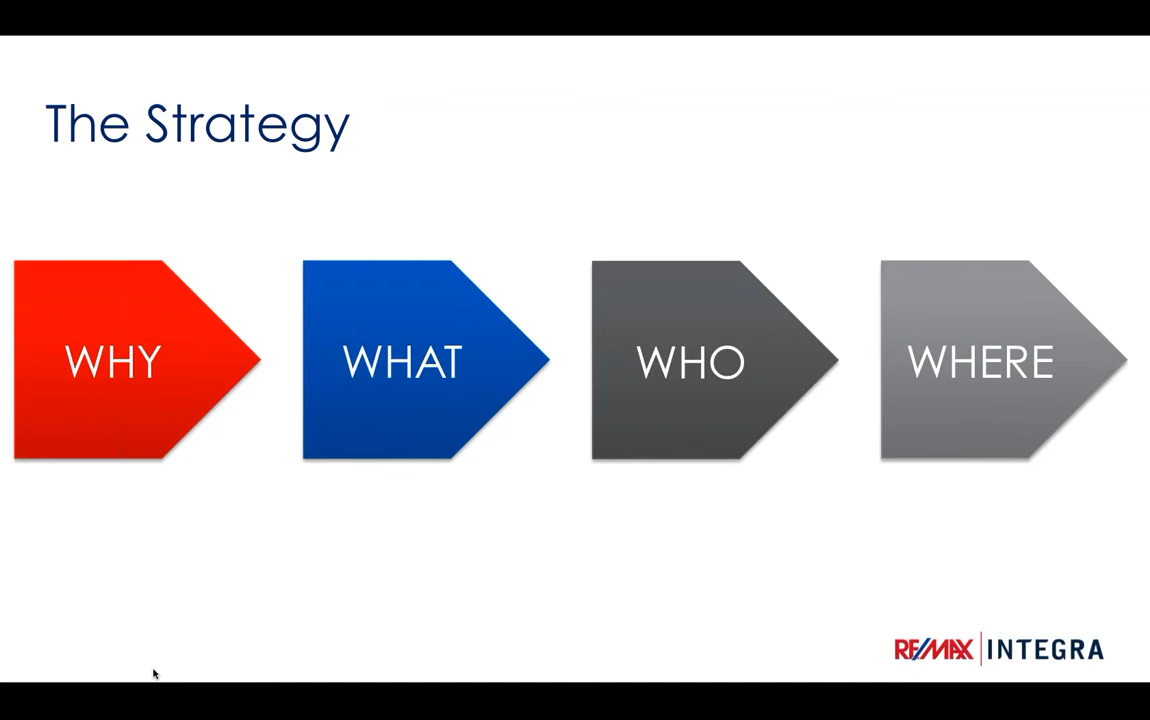 The Strategy
WHY
WHAT
WHO
WHERE
RE/MAX INTEGRA